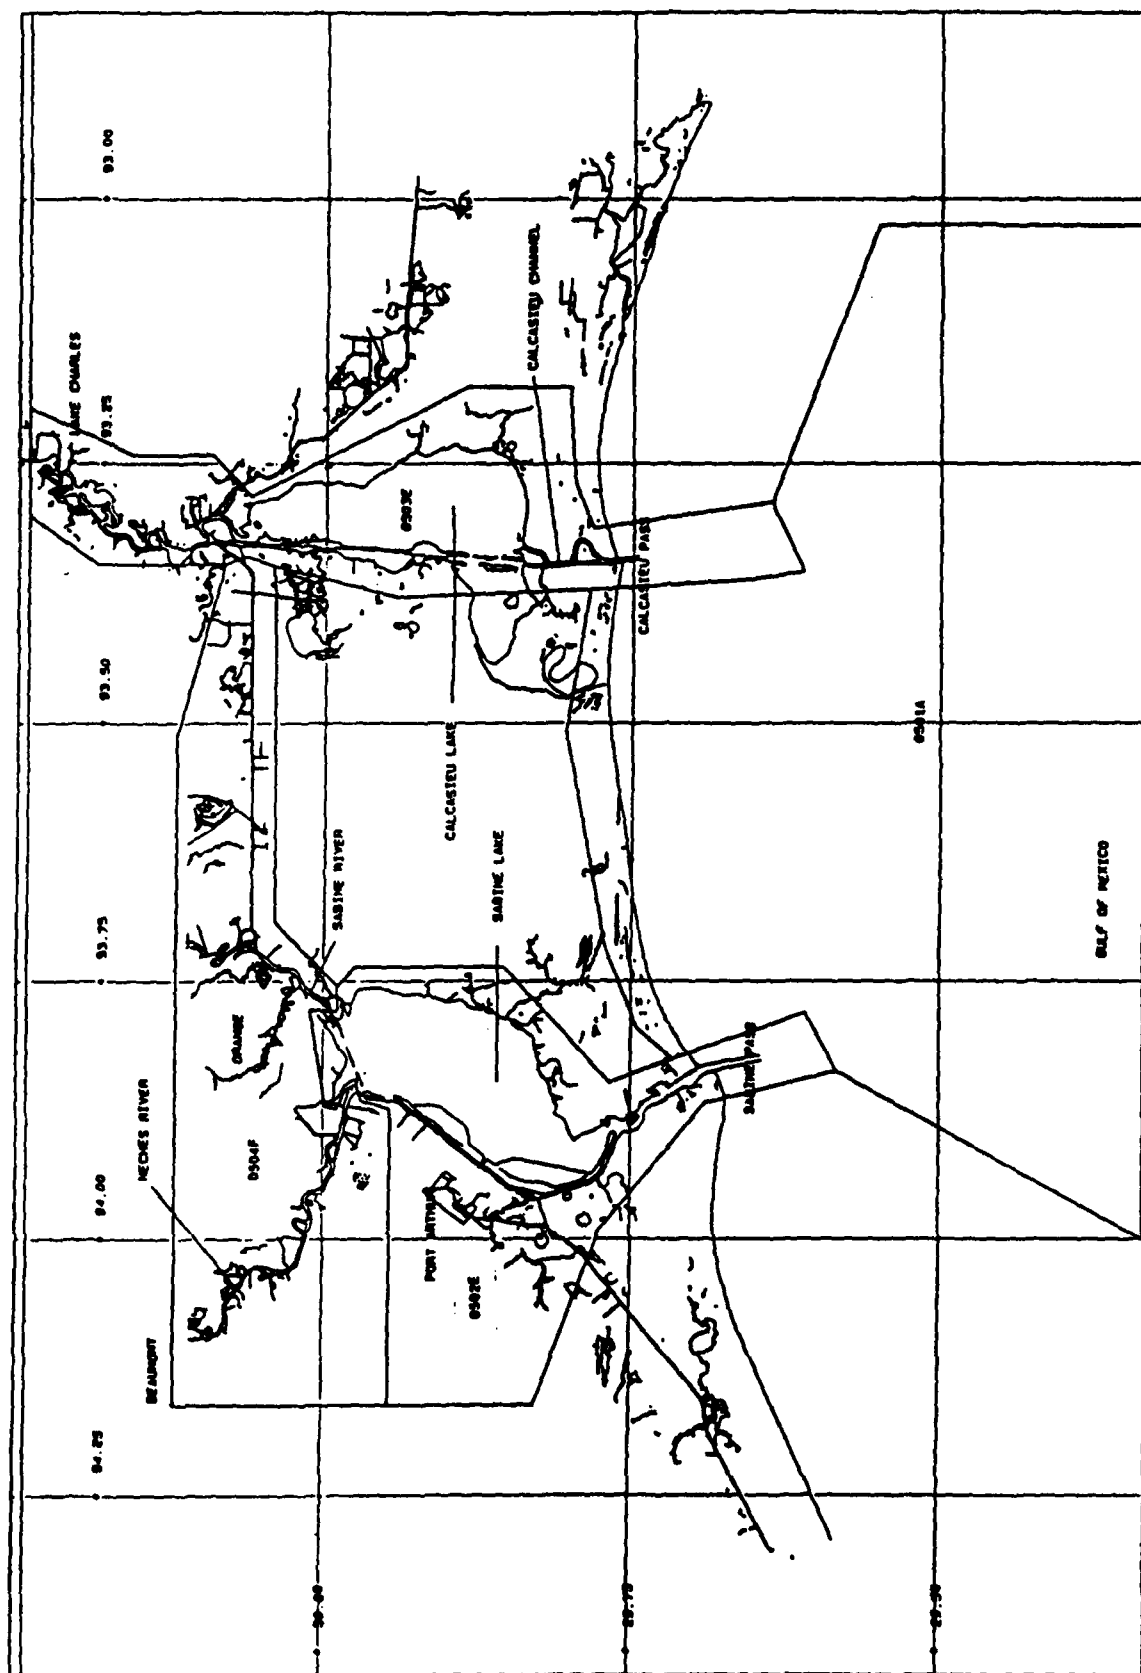 94.25
94.00
93.75
93.50
93.25
93.00
BEAUMONT
NECHES RIVER
ORANGE
LAKE CHARLES
0504F
SABINE RIVER
30.00
PORT ARTHUR
0502E
0503E
CALCASIEU LAKE
SABINE LAKE
CALCASIEU CHANNEL
29.75
CALCASIEU PASS
SABINE PASS
0501A
29.50
GULF OF MEXICO